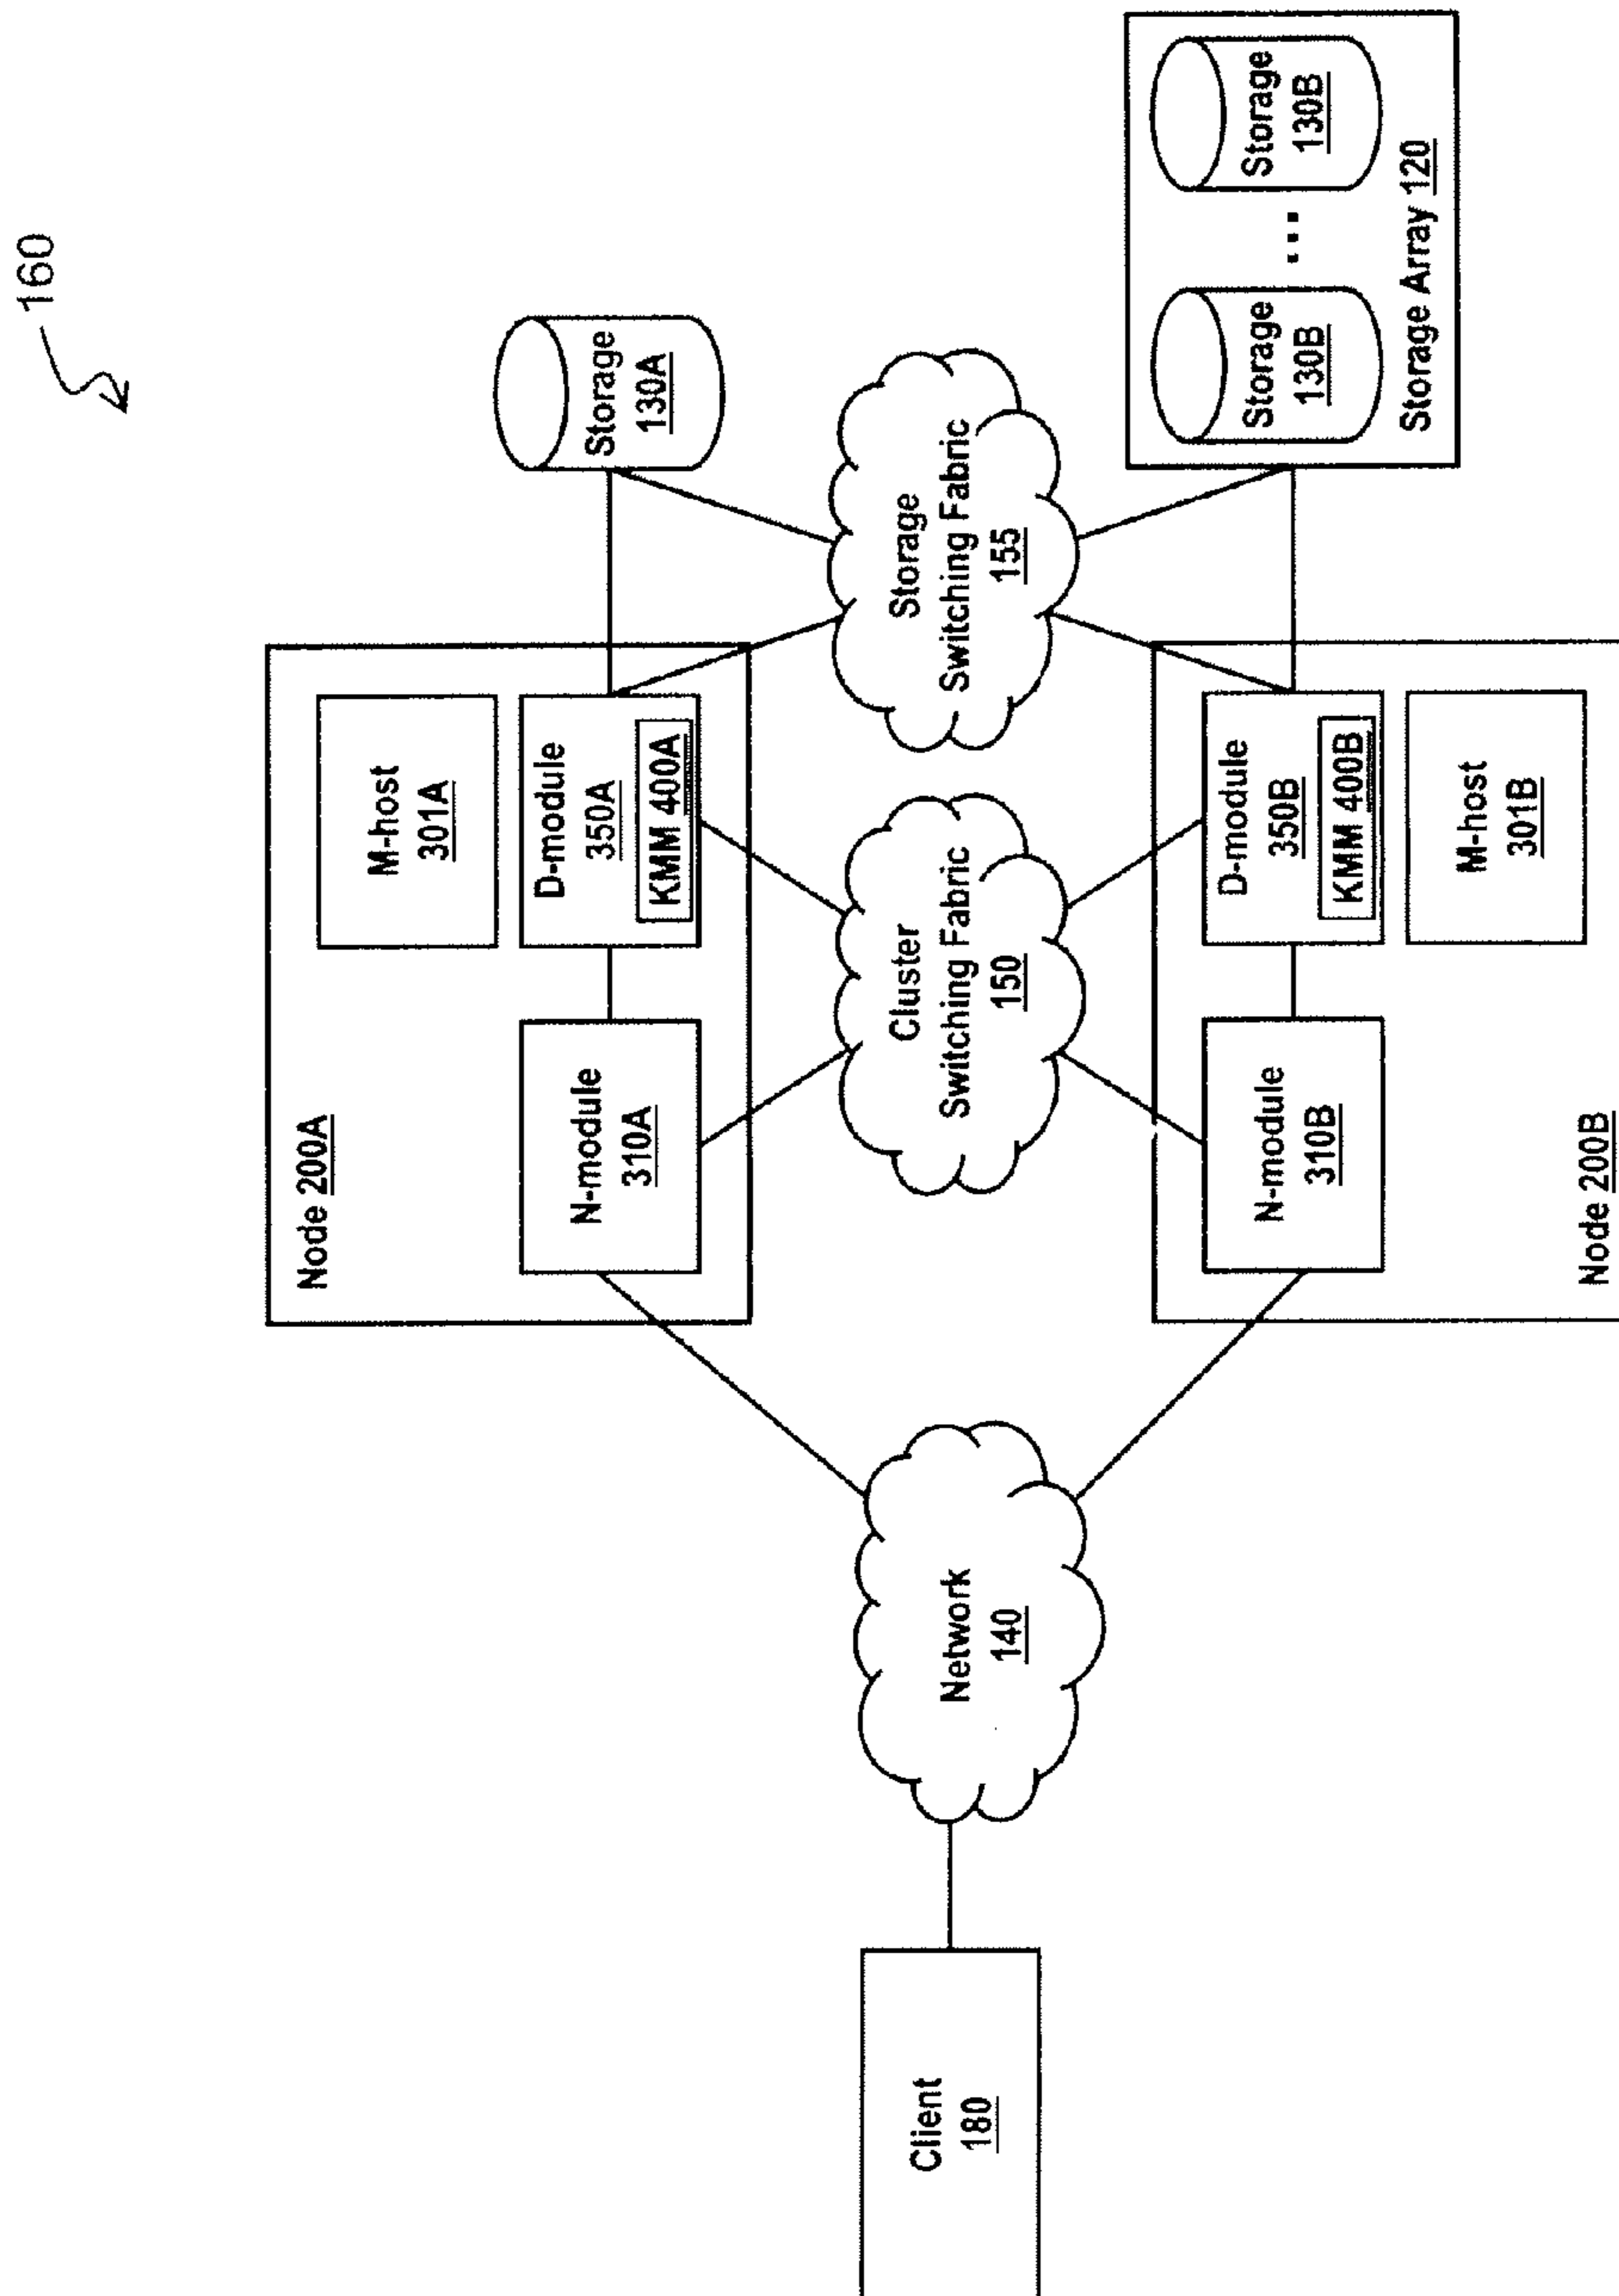 160
Node 200A
M-host
301A
N-module
310A
D-module
350A
KMM 400A
Storage
130A
Client
180
Network
140
Cluster
Switching Fabric
150
Storage
Switching Fabric
155
N-module
310B
D-module
350B
KMM 400B
M-host
301B
Node 200B
Storage
130B
...
Storage
130B
Storage Array 120